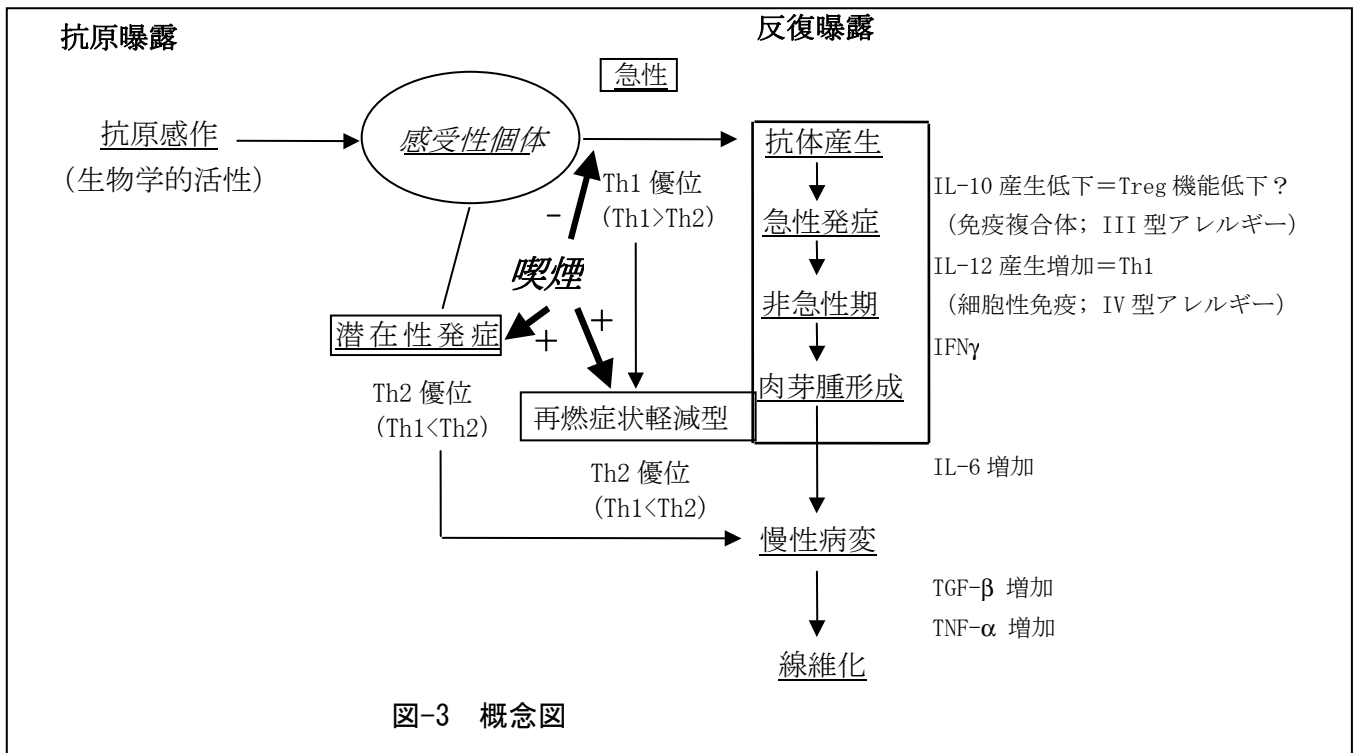 抗原曝露
反復曝露
急性
抗原感作
(生物学的活性)
感受性個体
抗体産生
Th1 優位
(Th1>Th2)
IL-10 産生低下=Treg 機能低下?
(免疫複合体; III 型アレルギー)
急性発症
−
喫煙
IL-12 産生増加=Th1
(細胞性免疫; IV 型アレルギー)
非急性期
+
+
潜在性発症
IFNγ
肉芽腫形成
Th2 優位
(Th1<Th2)
再燃症状軽減型
IL-6 増加
Th2 優位
(Th1<Th2)
慢性病変
TGF-β 増加
TNF-α 増加
線維化
図-3 概念図